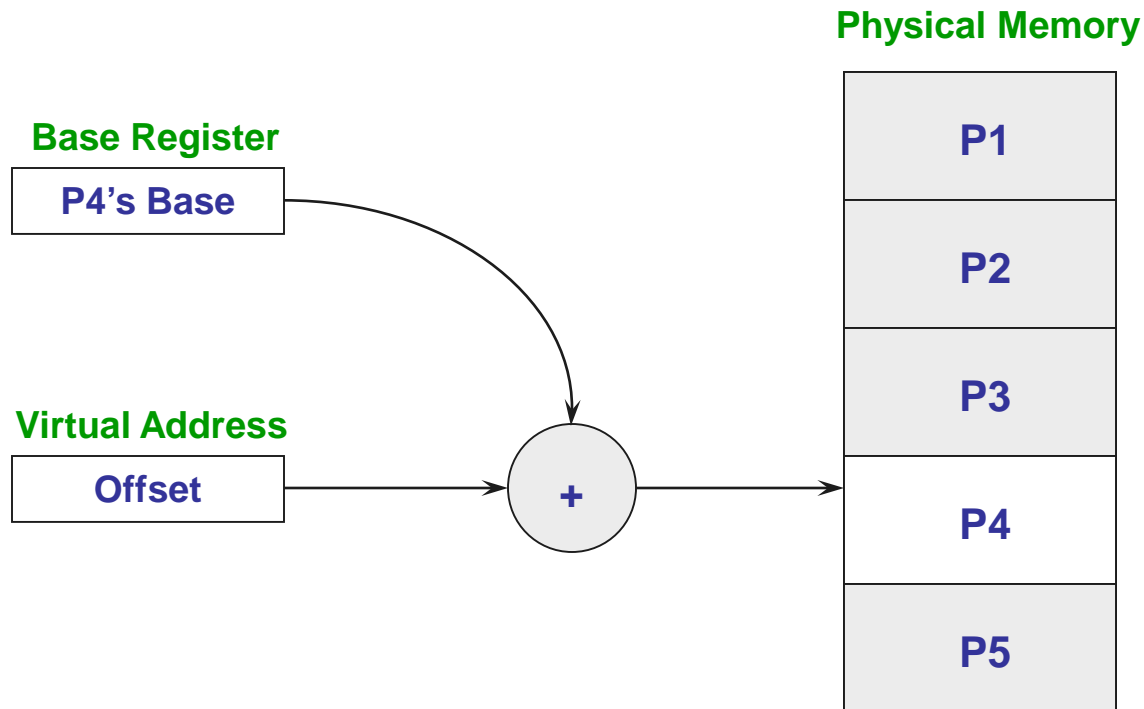 Physical Memory
Base Register
P4’s Base
Virtual Address
Offset
+
P1
P2
P3
P4
P5